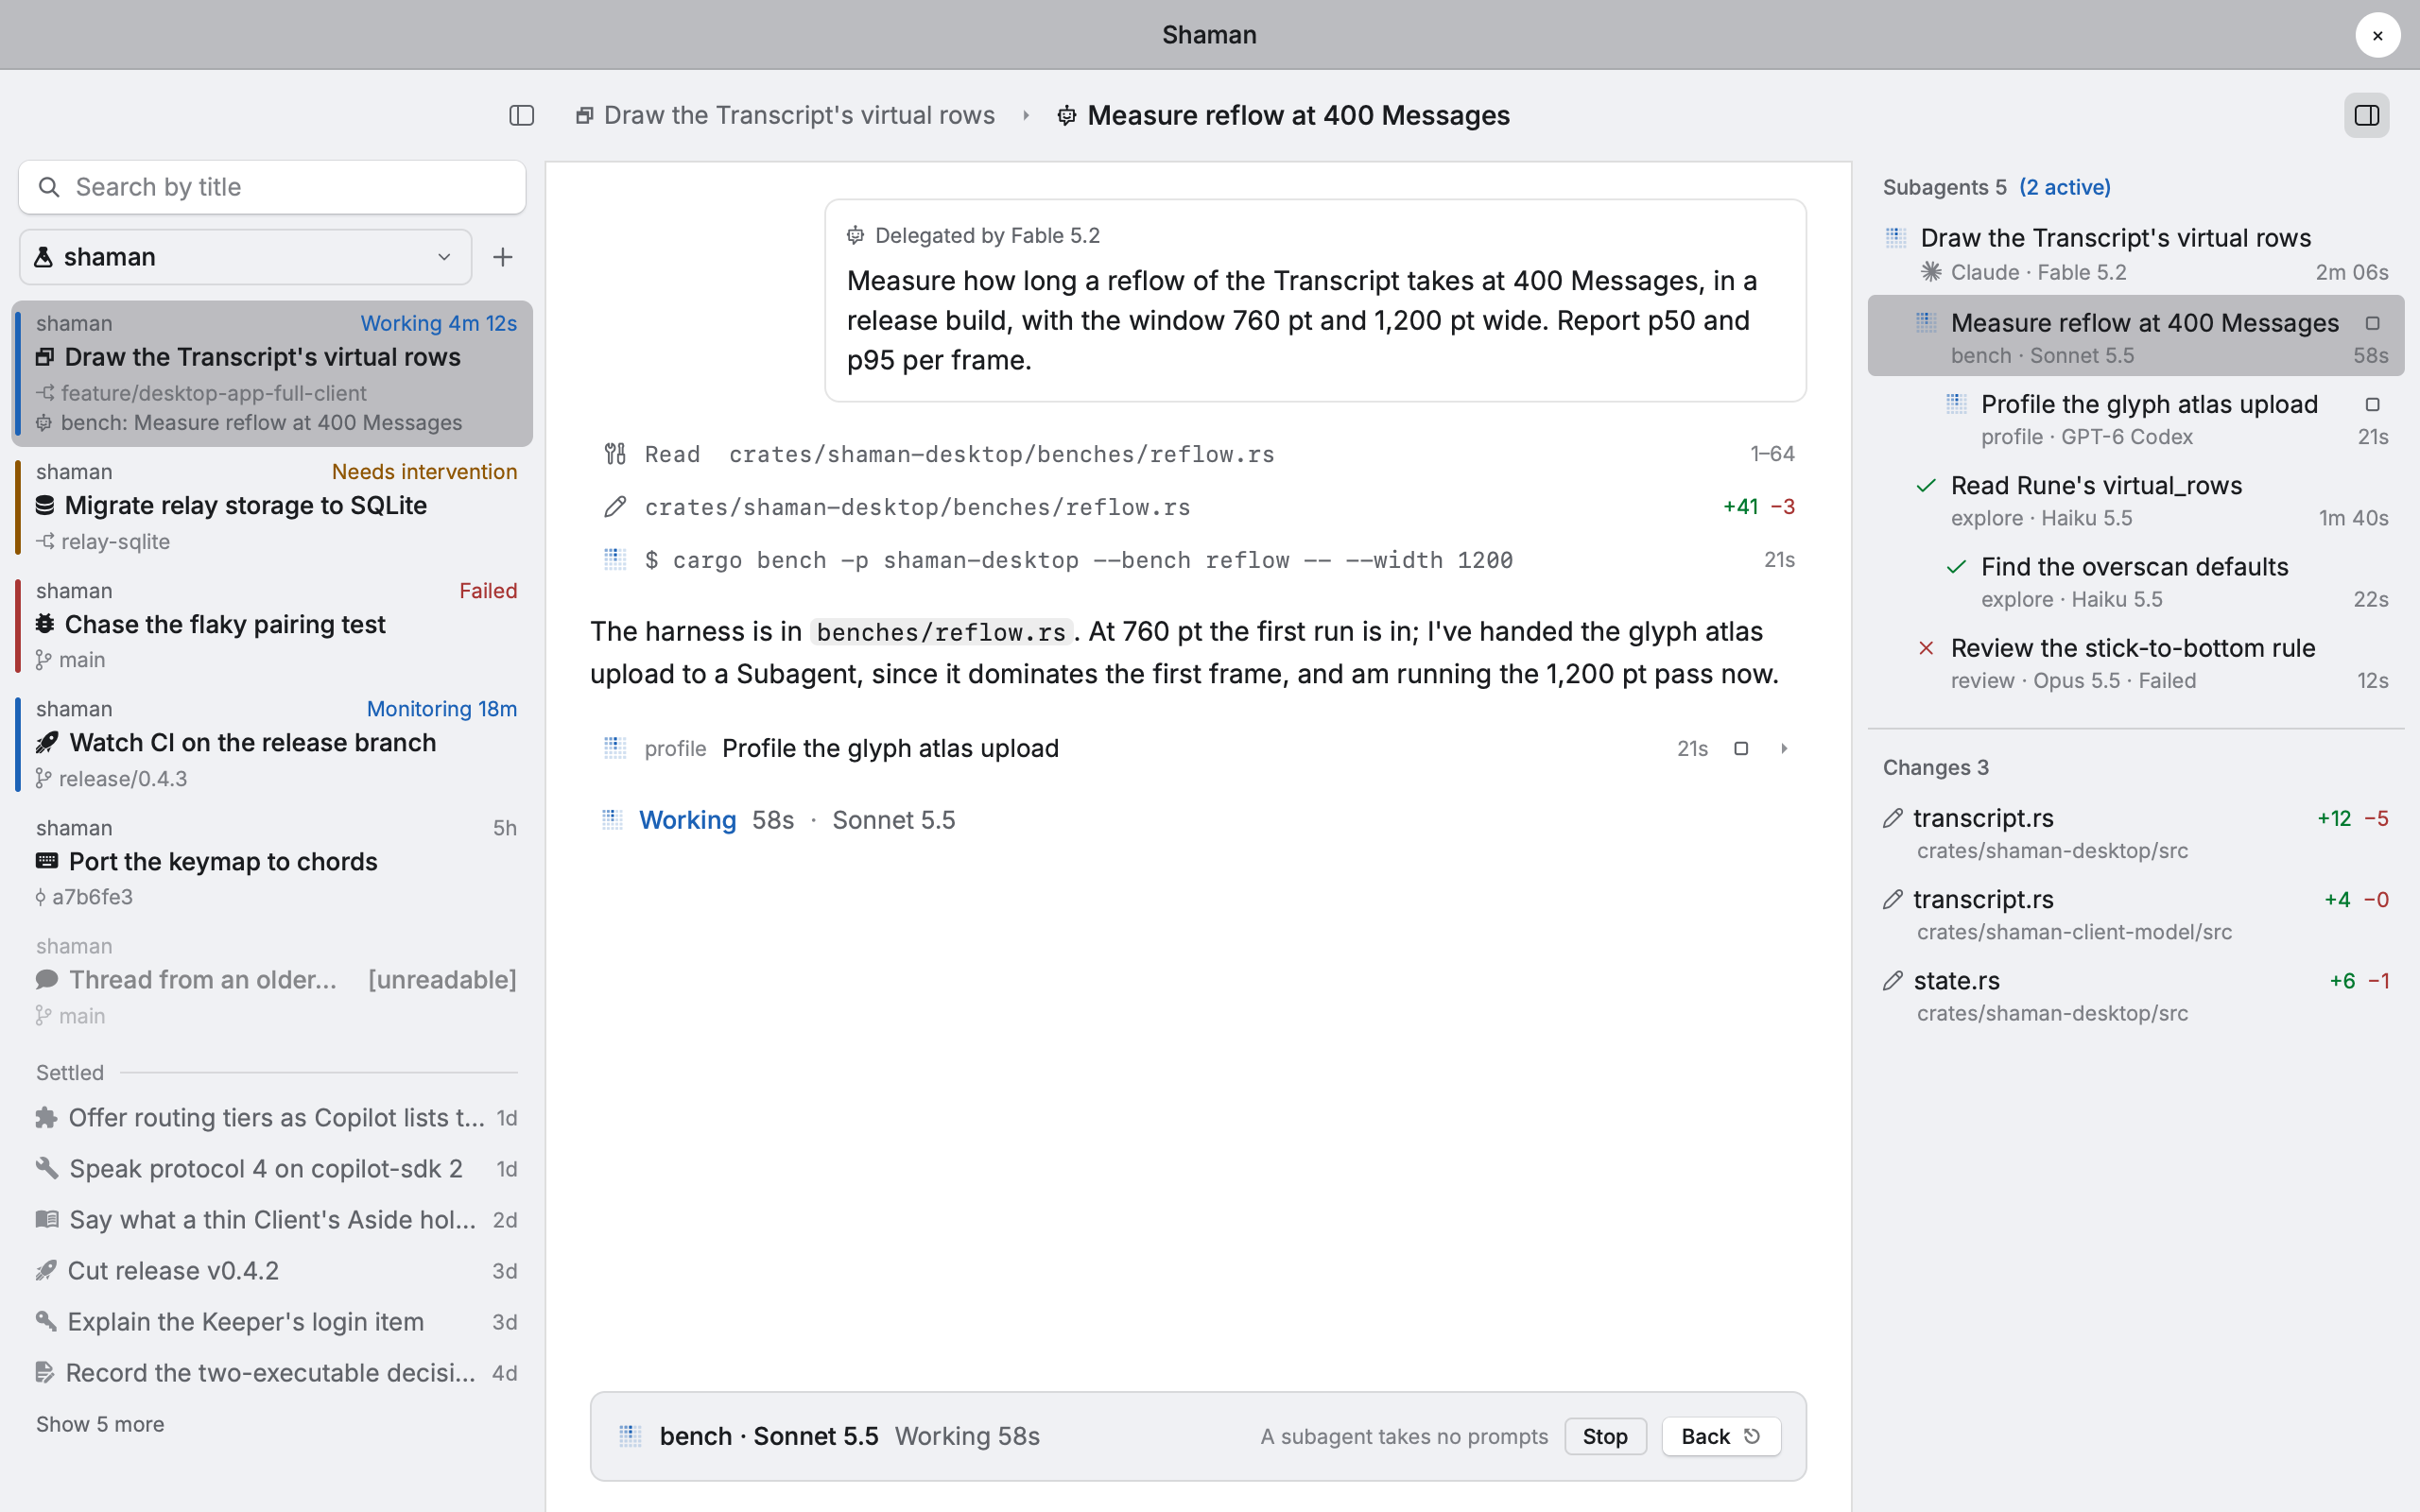 Shaman
Draw the Transcript's virtual rows
Measure reflow at 400 Messages
Search by title
shaman
shaman Working 4m 12s
Draw the Transcript's virtual rows
feature/desktop-app-full-client
bench: Measure reflow at 400 Messages
shaman Needs intervention
Migrate relay storage to SQLite
relay-sqlite
shaman Failed
Chase the flaky pairing test
main
shaman Monitoring 18m
Watch CI on the release branch
release/0.4.3
shaman 5h
Port the keymap to chords
a7b6fe3
shaman
Thread from an older... [unreadable]
main
Settled
Offer routing tiers as Copilot lists t... 1d
Speak protocol 4 on copilot-sdk 2 1d
Say what a thin Client's Aside hol... 2d
Cut release v0.4.2 3d
Explain the Keeper's login item 3d
Record the two-executable decisi... 4d
Show 5 more
Delegated by Fable 5.2
Measure how long a reflow of the Transcript takes at 400 Messages, in a
release build, with the window 760 pt and 1,200 pt wide. Report p50 and
p95 per frame.
Read crates/shaman-desktop/benches/reflow.rs 1–64
crates/shaman-desktop/benches/reflow.rs +41 −3
$ cargo bench -p shaman-desktop --bench reflow -- --width 1200 21s
The harness is in benches/reflow.rs. At 760 pt the first run is in; I've handed the glyph atlas
upload to a Subagent, since it dominates the first frame, and am running the 1,200 pt pass now.
profile Profile the glyph atlas upload 21s
Working 58s · Sonnet 5.5
bench · Sonnet 5.5 Working 58s A subagent takes no prompts Stop Back
Subagents 5 (2 active)
Draw the Transcript's virtual rows
Claude · Fable 5.2 2m 06s
Measure reflow at 400 Messages
bench · Sonnet 5.5 58s
Profile the glyph atlas upload
profile · GPT-6 Codex 21s
Read Rune's virtual_rows
explore · Haiku 5.5 1m 40s
Find the overscan defaults
explore · Haiku 5.5 22s
Review the stick-to-bottom rule
review · Opus 5.5 · Failed 12s
Changes 3
transcript.rs +12 −5
crates/shaman-desktop/src
transcript.rs +4 −0
crates/shaman-client-model/src
state.rs +6 −1
crates/shaman-desktop/src